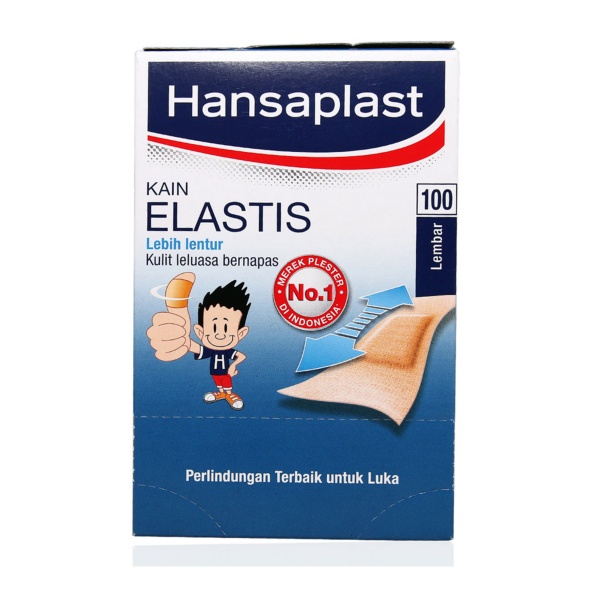 Hansaplast
KAIN
ELASTIS
Lebih lentur
Kulit leluasa bernapas
100
Lembar
MEREK PLESTER
No.1
DI INDONESIA
H
Perlindungan Terbaik untuk Luka